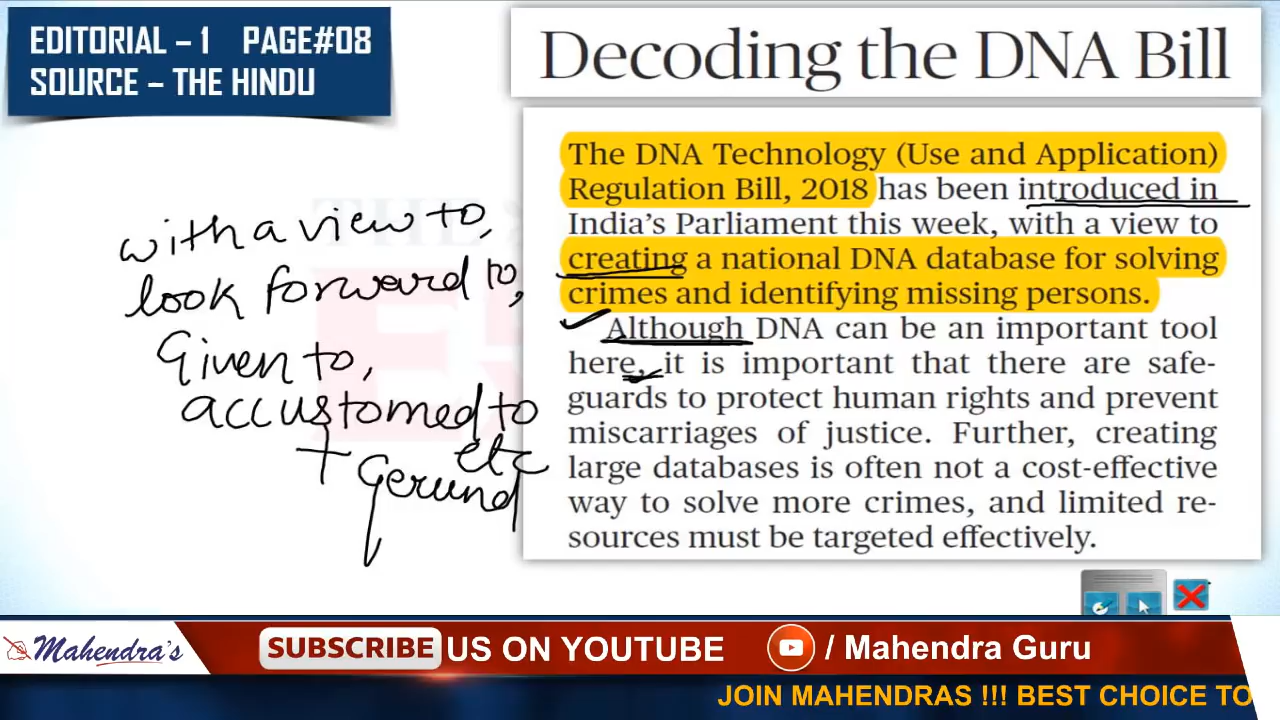 EDITORIAL – 1 PAGE#08
SOURCE – THE HINDU
Decoding the DNA Bill
The DNA Technology (Use and Application)
Regulation Bill, 2018 has been introduced in
India's Parliament this week, with a view to
creating a national DNA database for solving
crimes and identifying missing persons.
Although DNA can be an important tool
here, it is important that there are safe-
guards to protect human rights and prevent
miscarriages of justice. Further, creating
large databases is often not a cost-effective
way to solve more crimes, and limited re-
sources must be targeted effectively.
with a view to,
look forward to,
Given to,
accustomed to
etc
+ Gerund
Mahendra's
SUBSCRIBE US ON YOUTUBE
/ Mahendra Guru
JOIN MAHENDRAS !!! BEST CHOICE TO